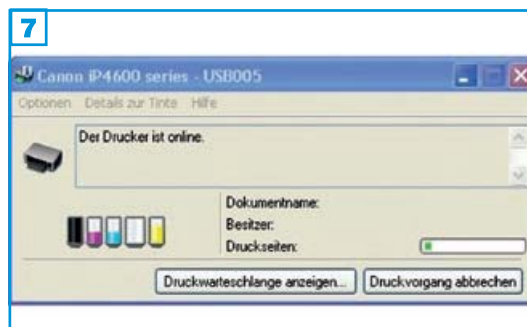 7
Canon iP4600 series - USB005
Optionen Details zur Tinte Hilfe
Der Drucker ist online.
Dokumentname:
Besitzer:
Druckseiten:
Druckwarteschlange anzeigen... Druckvorgang abbrechen